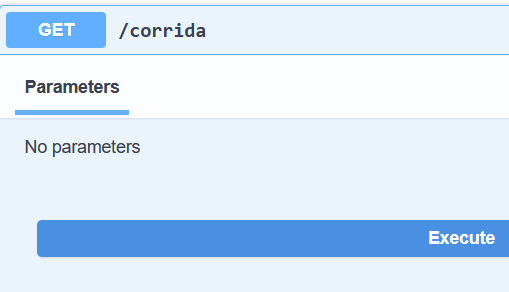 GET /corrida
Parameters
No parameters
Execute